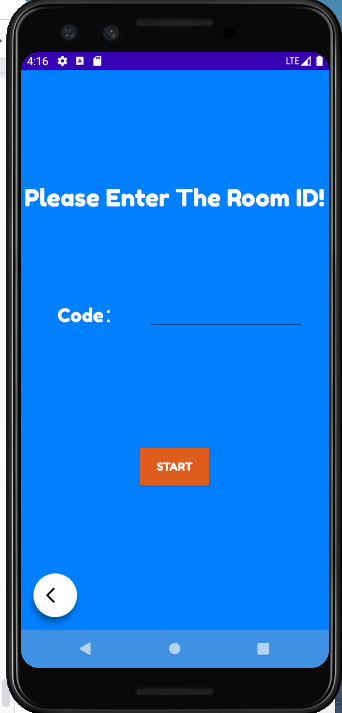 4:16
LTE
Please Enter The Room ID!
Code:
START